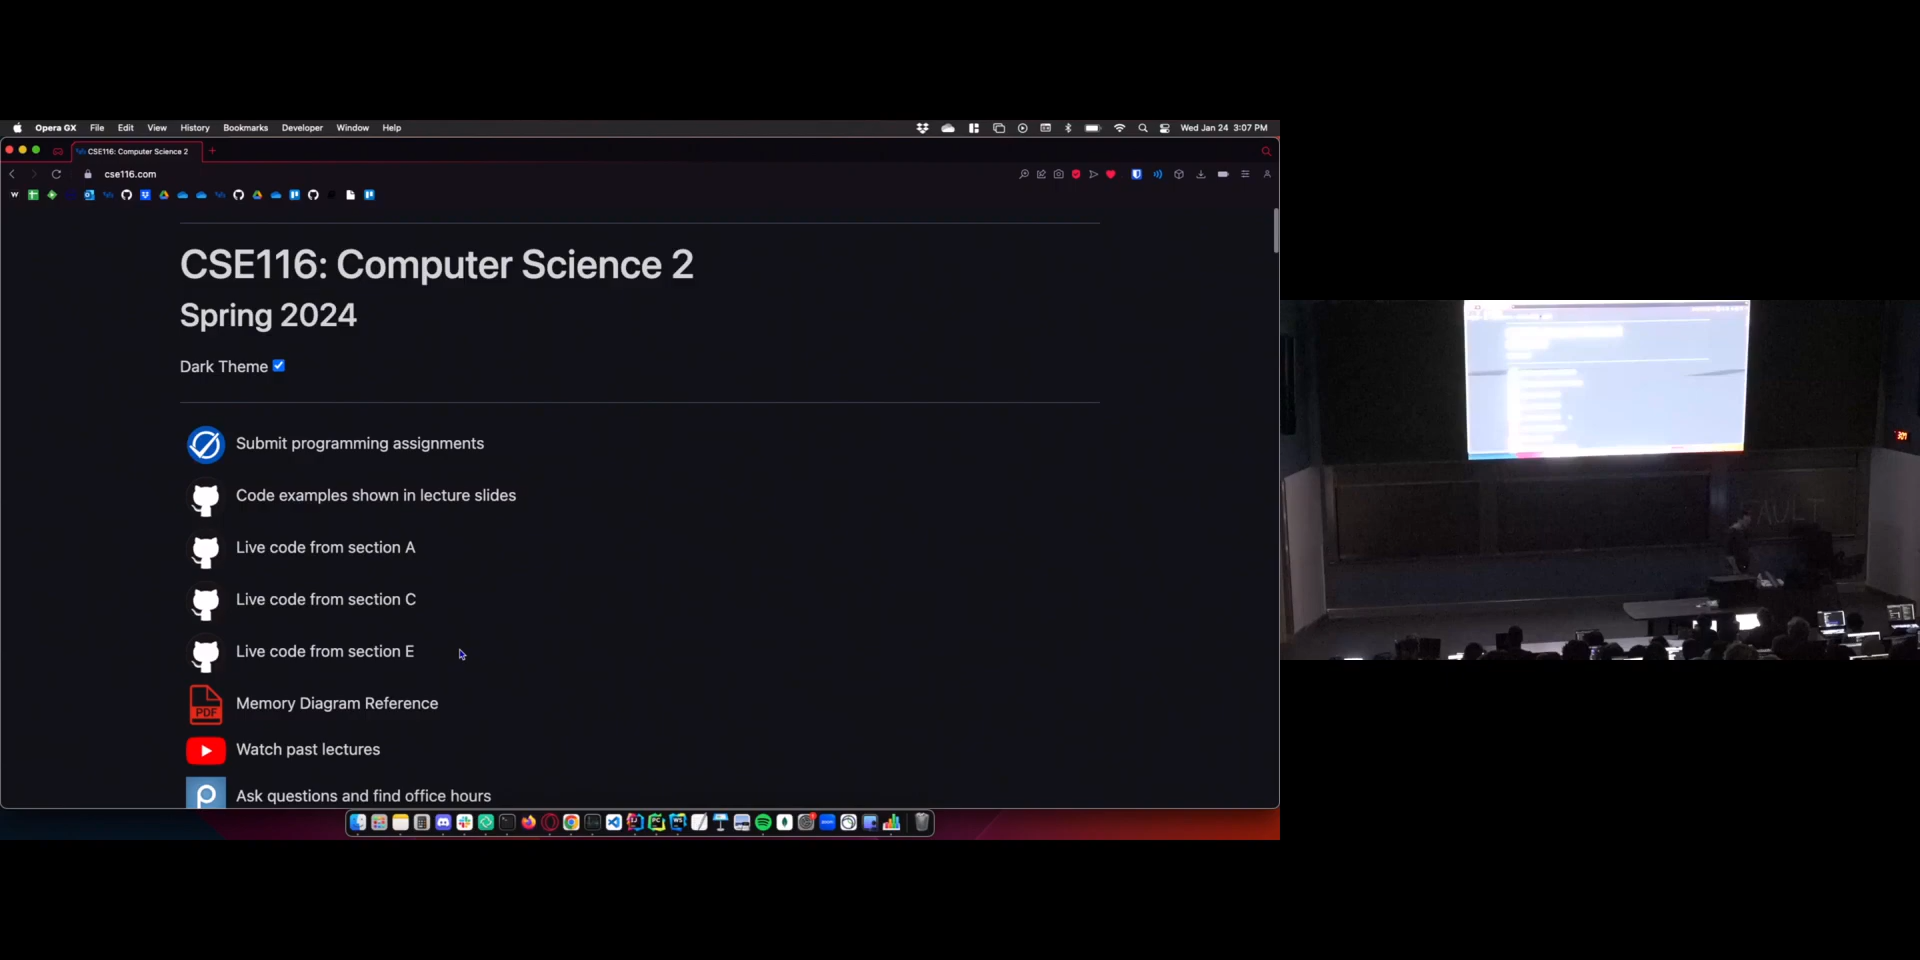 Opera GX File Edit View History Bookmarks Developer Window Help Wed Jan 24 3:07 PM
CSE116: Computer Science 2
cse116.com
CSE116: Computer Science 2
Spring 2024
Dark Theme
Submit programming assignments
Code examples shown in lecture slides
Live code from section A
Live code from section C
Live code from section E
PDF Memory Diagram Reference
Watch past lectures
Ask questions and find office hours
AULT